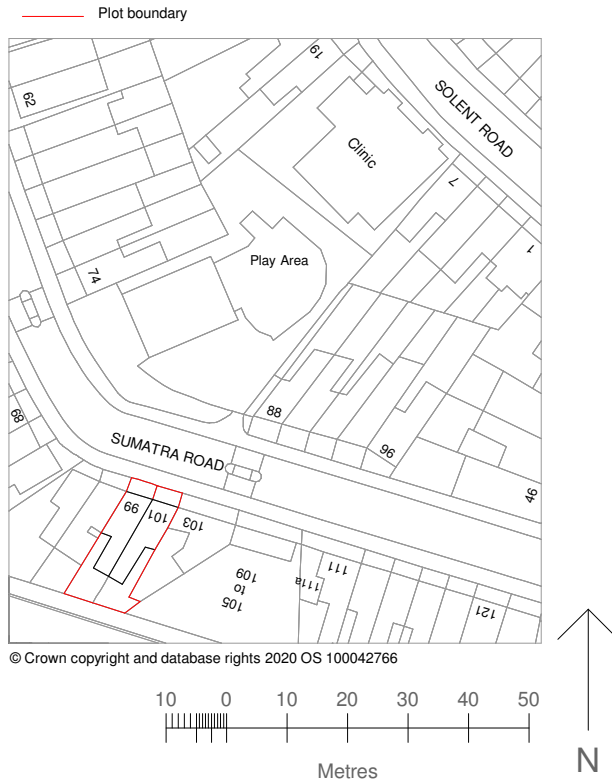 Plot boundary
19
SOLENT ROAD
62
Clinic
7
1
Play Area
74
88
68
96
SUMATRA ROAD
46
99
101
103
105
to
109
111a
111
121
© Crown copyright and database rights 2020 OS 100042766
10 0 10 20 30 40 50
Metres
N